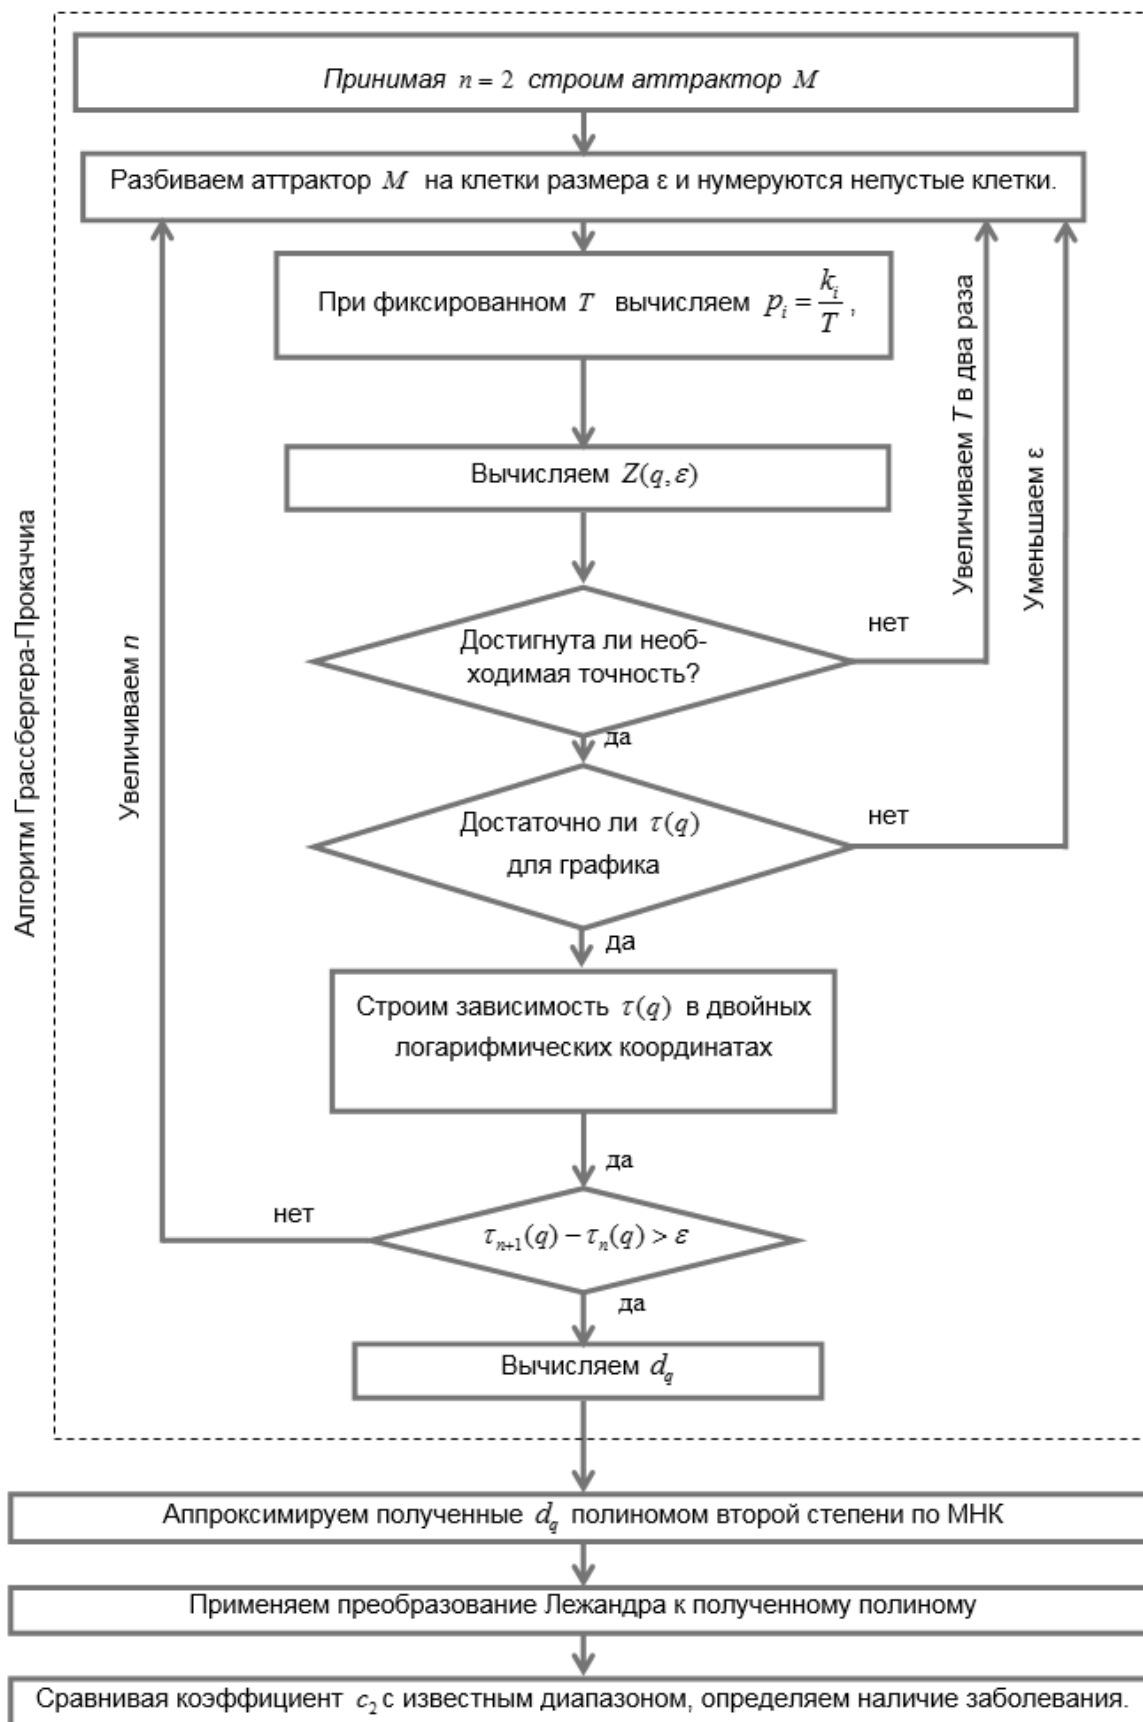 Принимая n = 2 строим аттрактор M
Разбиваем аттрактор M на клетки размера ε и нумеруются непустые клетки.
При фиксированном T вычисляем p_i = k_i / T ,
Вычисляем Z(q, ε)
Достигнута ли необ-
ходимая точность?
нет
Увеличиваем T в два раза
да
Достаточно ли τ(q)
для графика
нет
Уменьшаем ε
да
Строим зависимость τ(q) в двойных
логарифмических координатах
да
τ_{n+1}(q) − τ_n(q) > ε
нет
Увеличиваем n
да
Вычисляем d_q
Алгоритм Грассбергера-Прокаччиа
Аппроксимируем полученные d_q полиномом второй степени по МНК
Применяем преобразование Лежандра к полученному полиному
Сравнивая коэффициент c_2 с известным диапазоном, определяем наличие заболевания.